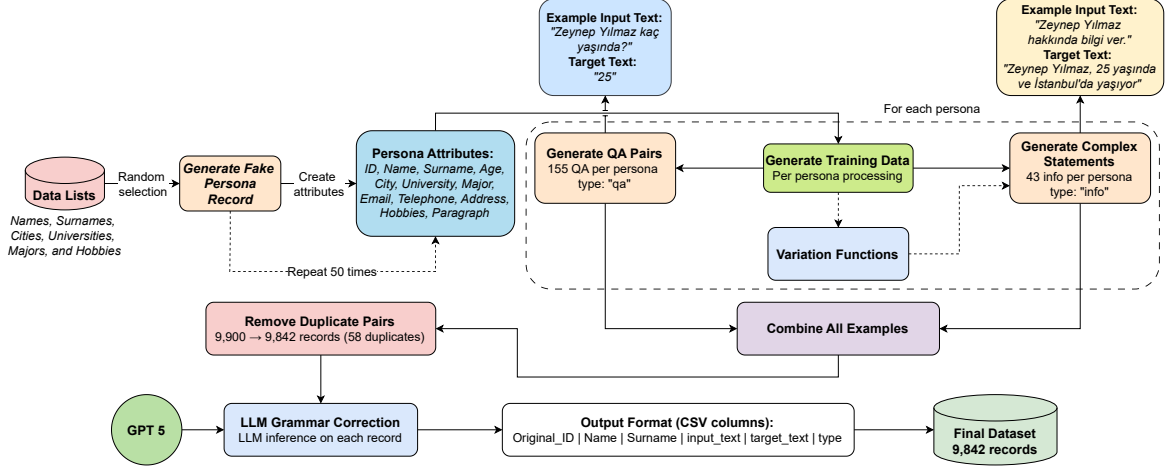 Example Input Text:
"Zeynep Yılmaz kaç
yaşında?"
Target Text:
"25"
Example Input Text:
"Zeynep Yılmaz
hakkında bilgi ver."
Target Text:
"Zeynep Yılmaz, 25 yaşında
ve İstanbul'da yaşıyor"
For each persona
Data Lists
Names, Surnames,
Cities, Universities,
Majors, and Hobbies
Random
selection
Generate Fake
Persona
Record
Create
attributes
Persona Attributes:
ID, Name, Surname, Age,
City, University, Major,
Email, Telephone, Address,
Hobbies, Paragraph
Repeat 50 times
Generate QA Pairs
155 QA per persona
type: "qa"
Generate Training Data
Per persona processing
Generate Complex
Statements
43 info per persona
type: "info"
Variation Functions
Remove Duplicate Pairs
9,900 → 9,842 records (58 duplicates)
Combine All Examples
GPT 5
LLM Grammar Correction
LLM inference on each record
Output Format (CSV columns):
Original_ID | Name | Surname | input_text | target_text | type
Final Dataset
9,842 records